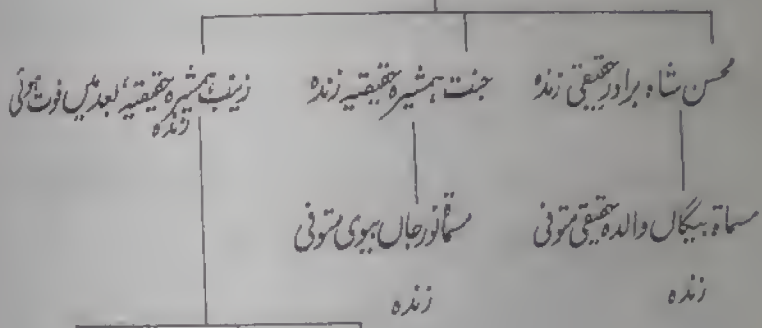 محسن شاہ برادر حقیقی زندہ جنت ہمشیرہ حقیقیہ زندہ زینب ہمشیرہ حقیقیہ، بعد میں فوت ہوئی
زندہ
مسماۃ بیگاں والدہ حقیقی متوفی مسماۃ نور جاں بیوی متوفی
زندہ زندہ